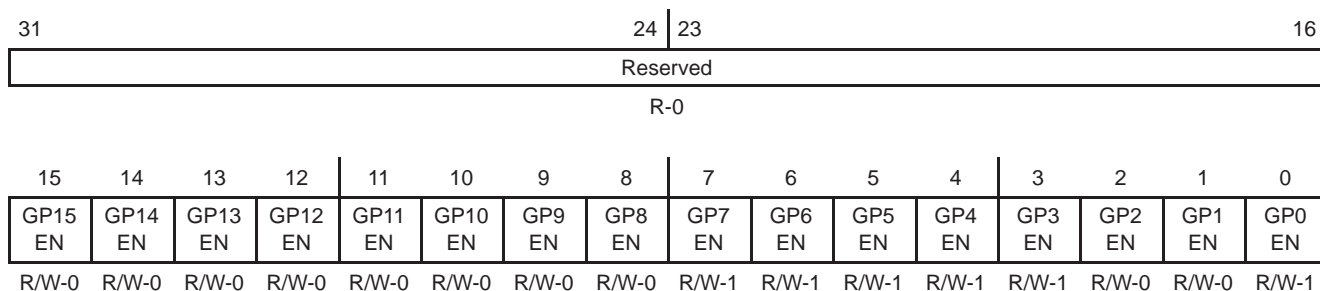 31 24 23 16
Reserved
R-0
15 14 13 12 11 10 9 8 7 6 5 4 3 2 1 0
GP15 GP14 GP13 GP12 GP11 GP10 GP9 GP8 GP7 GP6 GP5 GP4 GP3 GP2 GP1 GP0
EN EN EN EN EN EN EN EN EN EN EN EN EN EN EN EN
R/W-0 R/W-0 R/W-0 R/W-0 R/W-0 R/W-0 R/W-0 R/W-0 R/W-1 R/W-1 R/W-1 R/W-1 R/W-1 R/W-0 R/W-0 R/W-1